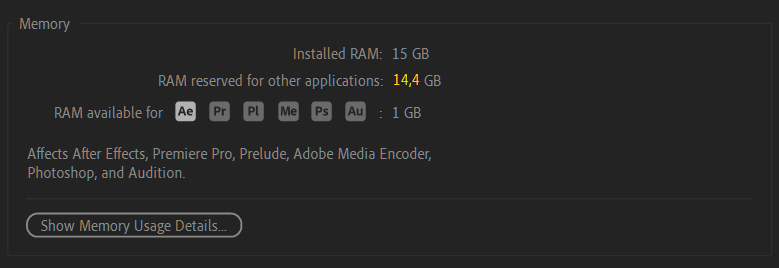 Memory
Installed RAM: 15 GB
RAM reserved for other applications: 14,4 GB
RAM available for Ae Pr Pl Me Ps Au : 1 GB
Affects After Effects, Premiere Pro, Prelude, Adobe Media Encoder,
Photoshop, and Audition.
Show Memory Usage Details...